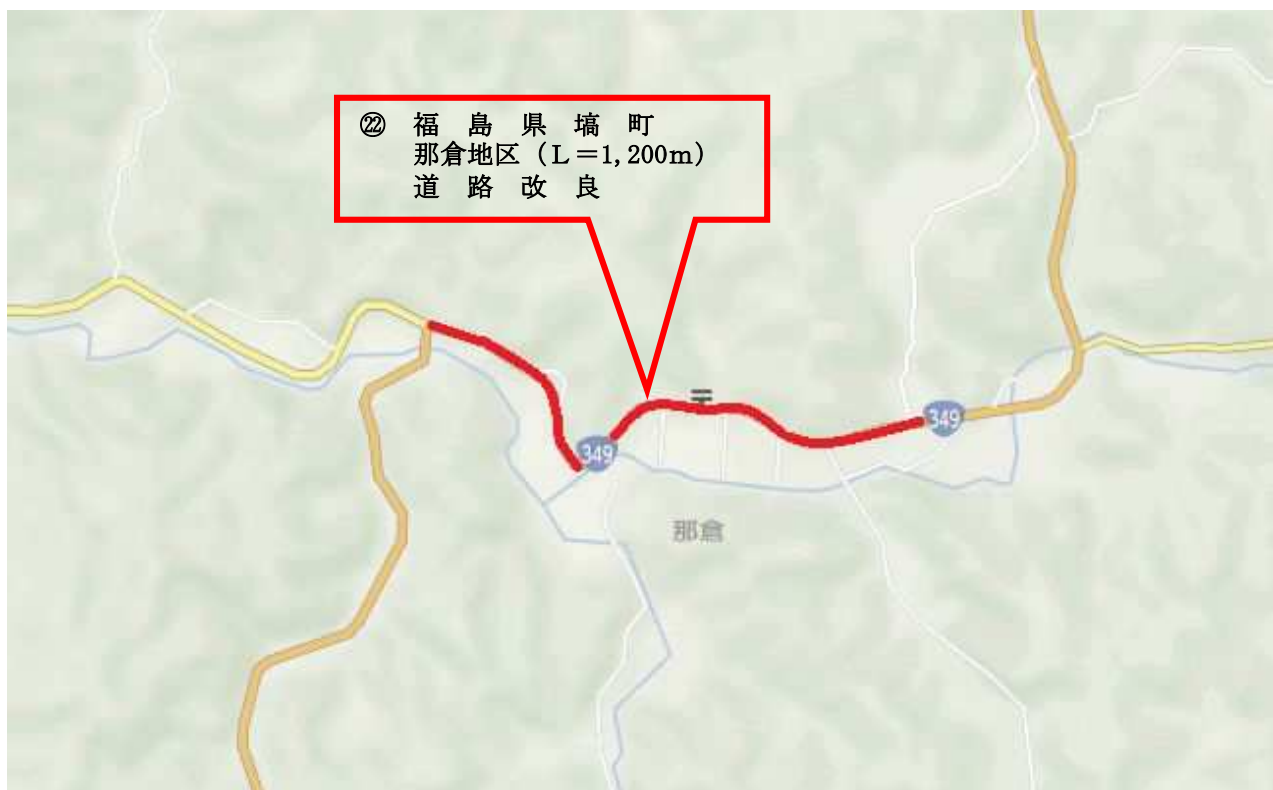 ㉒ 福 島 県 塙 町
那倉地区（L＝1,200m）
道 路 改 良
〒
349
349
那倉